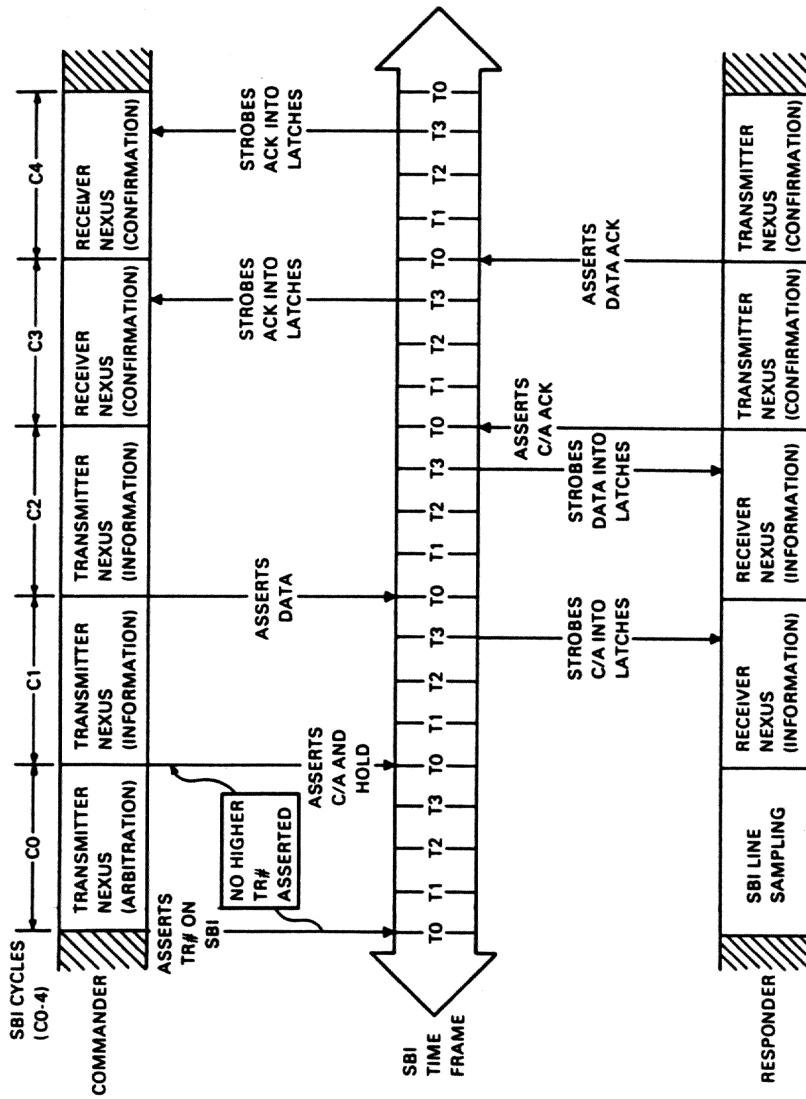 SBI CYCLES
(C0-4)
C0
C1
C2
C3
C4
COMMANDER
TRANSMITTER
NEXUS
(ARBITRATION)
TRANSMITTER
NEXUS
(INFORMATION)
TRANSMITTER
NEXUS
(INFORMATION)
RECEIVER
NEXUS
(CONFIRMATION)
RECEIVER
NEXUS
(CONFIRMATION)
ASSERTS
TR# ON
SBI
NO HIGHER
TR#
ASSERTED
ASSERTS
C/A AND
HOLD
ASSERTS
DATA
STROBES
ACK INTO
LATCHES
STROBES
ACK INTO
LATCHES
SBI
TIME
FRAME
T0 T1 T2 T3 T0 T1 T2 T3 T0 T1 T2 T3 T0 T1 T2 T3 T0 T1 T2 T3 T0
STROBES
C/A INTO
LATCHES
STROBES
DATA INTO
LATCHES
ASSERTS
C/A ACK
ASSERTS
DATA ACK
RESPONDER
SBI LINE
SAMPLING
RECEIVER
NEXUS
(INFORMATION)
RECEIVER
NEXUS
(INFORMATION)
TRANSMITTER
NEXUS
(CONFIRMATION)
TRANSMITTER
NEXUS
(CONFIRMATION)